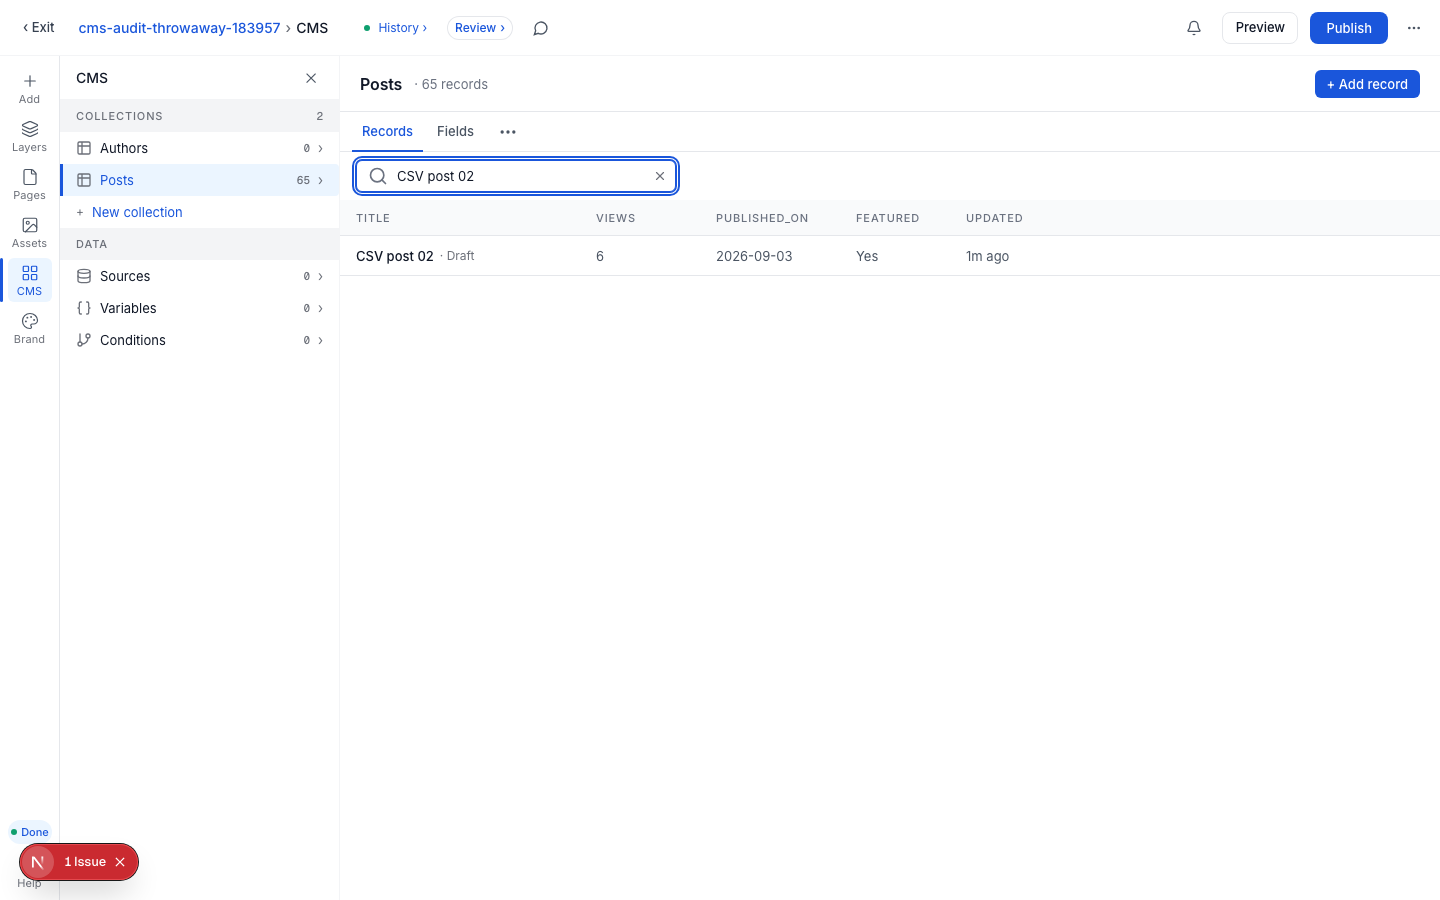 ‹ Exit
cms-audit-throwaway-183957 › CMS
History ›
Review ›
Preview
Publish
Add
Layers
Pages
Assets
CMS
Brand
Done
1 Issue
Help
CMS
COLLECTIONS 2
Authors 0 ›
Posts 65 ›
+ New collection
DATA
Sources 0 ›
Variables 0 ›
Conditions 0 ›
Posts · 65 records
+ Add record
Records Fields
CSV post 02
TITLE VIEWS PUBLISHED_ON FEATURED UPDATED
CSV post 02 · Draft 6 2026-09-03 Yes 1m ago